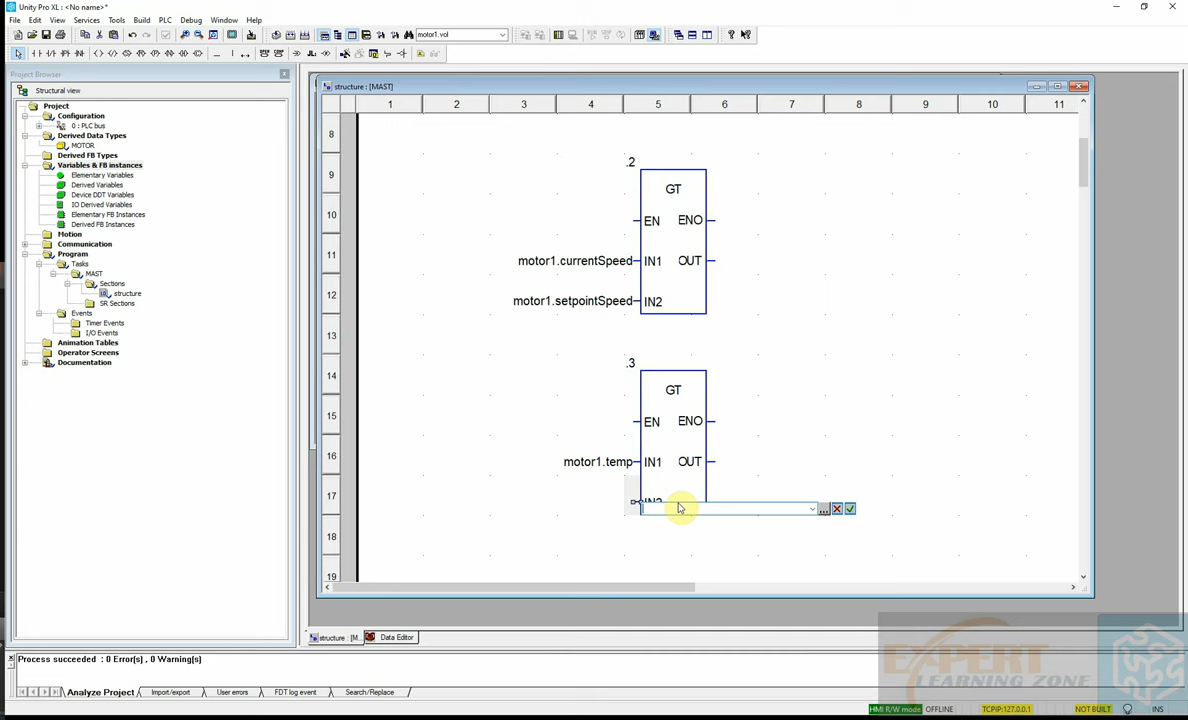 Unity Pro XL : <No name>*
File Edit View Services Tools Build PLC Debug Window Help
motor1.vol
Project Browser
Structural view
Project
Configuration
0 : PLC bus
Derived Data Types
MOTOR
Derived FB Types
Variables & FB instances
Elementary Variables
Derived Variables
Device DDT Variables
IO Derived Variables
Elementary FB Instances
Derived FB Instances
Motion
Communication
Program
Tasks
MAST
Sections
structure
SR Sections
Events
Timer Events
I/O Events
Animation Tables
Operator Screens
Documentation
structure : [MAST]
1 2 3 4 5 6 7 8 9 10 11
8
.2
9
GT
10
EN ENO
11
motor1.currentSpeed IN1 OUT
12
motor1.setpointSpeed IN2
13
.3
14
GT
15
EN ENO
16
motor1.temp IN1 OUT
17
IN2
18
19
structure : [M... Data Editor
Process succeeded : 0 Error(s) , 0 Warning(s)
Analyze Project Import/export User errors FDT log event Search/Replace
EXPERT
LEARNING ZONE
HMI R/W mode OFFLINE TCPIP:127.0.0.1 NOT BUILT INS